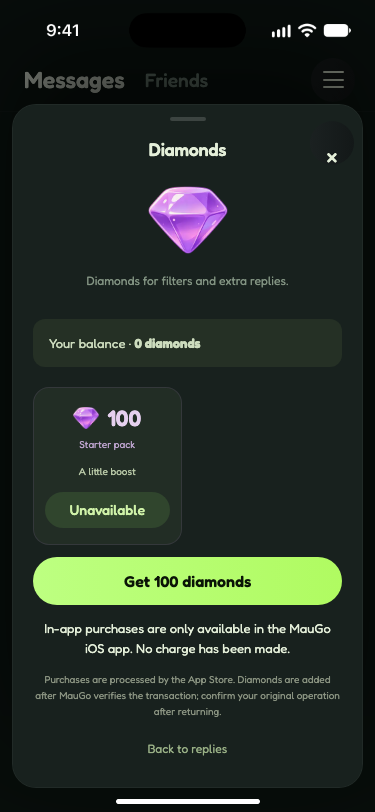 9:41
Messages Friends
Diamonds
Diamonds for filters and extra replies.
Your balance · 0 diamonds
100
Starter pack
A little boost
Unavailable
Get 100 diamonds
In-app purchases are only available in the MauGo
iOS app. No charge has been made.
Purchases are processed by the App Store. Diamonds are added
after MauGo verifies the transaction; confirm your original operation
after returning.
Back to replies